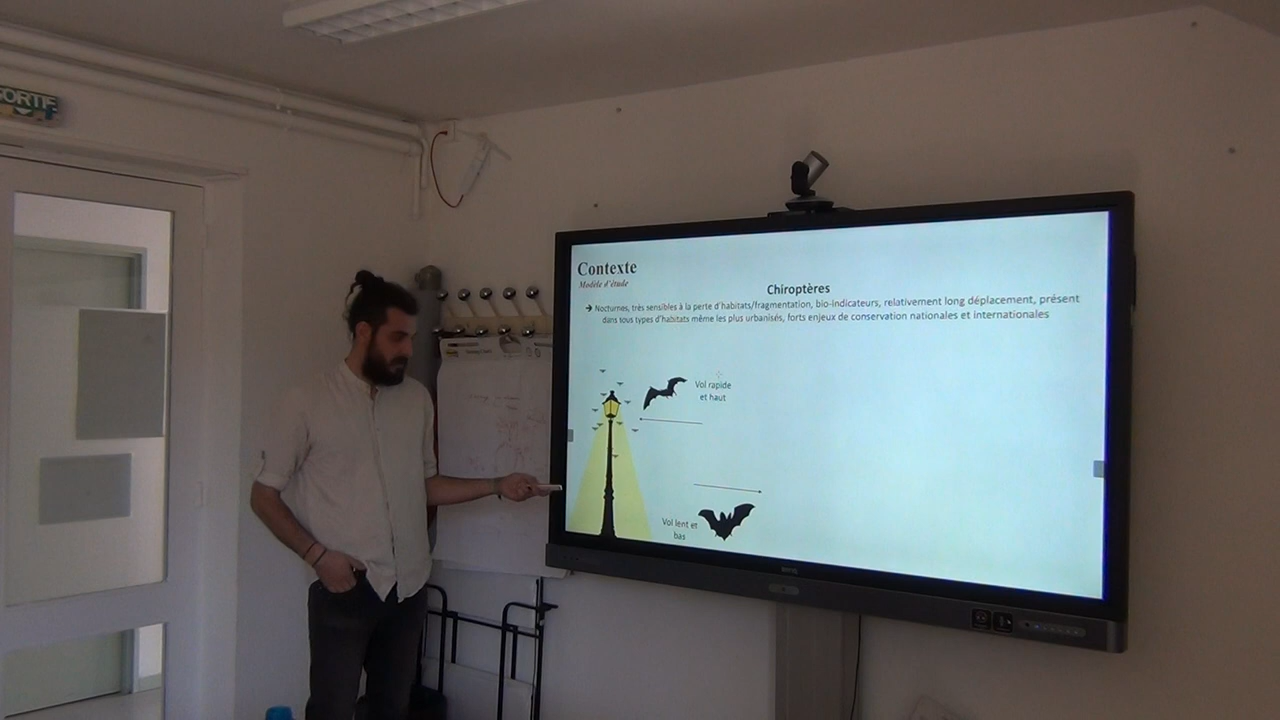 SORTIE
Contexte
Modèle d'étude
Chiroptères
➔ Nocturnes, très sensibles à la perte d'habitats/fragmentation, bio-indicateurs, relativement long déplacement, présent
dans tous types d'habitats même les plus urbanisés, forts enjeux de conservation nationales et internationales
Vol rapide
et haut
Vol lent et
bas
BENQ